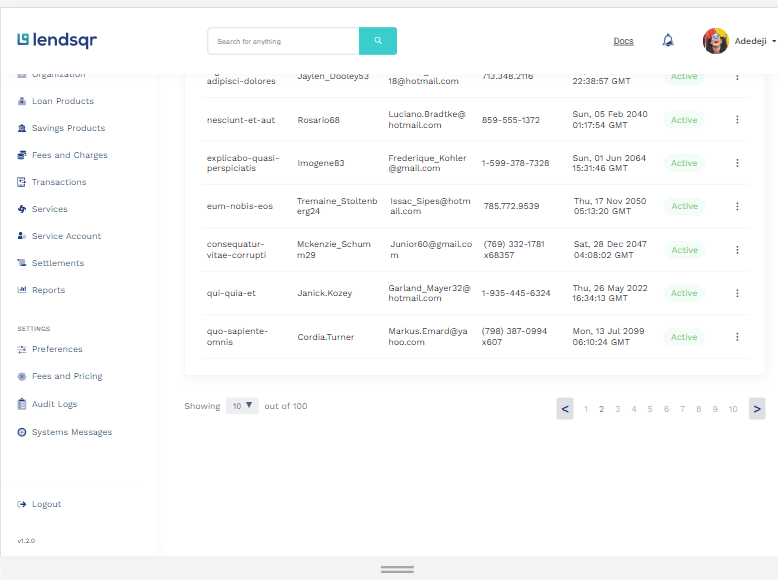 lendsqr
Search for anything
Docs
Adedeji
Organization
Loan Products
Savings Products
Fees and Charges
Transactions
Services
Service Account
Settlements
Reports
SETTINGS
Preferences
Fees and Pricing
Audit Logs
Systems Messages
Logout
v1.2.0
adipisci-dolores
Jaylen_Dooley53
18@hotmail.com
713.348.2116
22:38:57 GMT
Active
nesciunt-et-aut
Rosario68
Luciano.Bradtke@
hotmail.com
859-555-1372
Sun, 05 Feb 2040
01:17:54 GMT
Active
explicabo-quasi-
perspiciatis
Imogene83
Frederique_Kohler
@gmail.com
1-599-378-7328
Sun, 01 Jun 2064
15:31:46 GMT
Active
eum-nobis-eos
Tremaine_Stoltenb
erg24
Issac_Sipes@hotm
ail.com
785.772.9539
Thu, 17 Nov 2050
05:13:20 GMT
Active
consequatur-
vitae-corrupti
Mckenzie_Schum
m29
Junior60@gmail.co
m
(769) 332-1781
x68357
Sat, 28 Dec 2047
04:08:02 GMT
Active
qui-quia-et
Janick.Kozey
Garland_Mayer32@
hotmail.com
1-935-445-6324
Thu, 26 May 2022
16:34:13 GMT
Active
quo-sapiente-
omnis
Cordia.Turner
Markus.Emard@ya
hoo.com
(798) 387-0994
x607
Mon, 13 Jul 2099
06:10:24 GMT
Active
Showing 10 ▼ out of 100
< 1 2 3 4 5 6 7 8 9 10 >